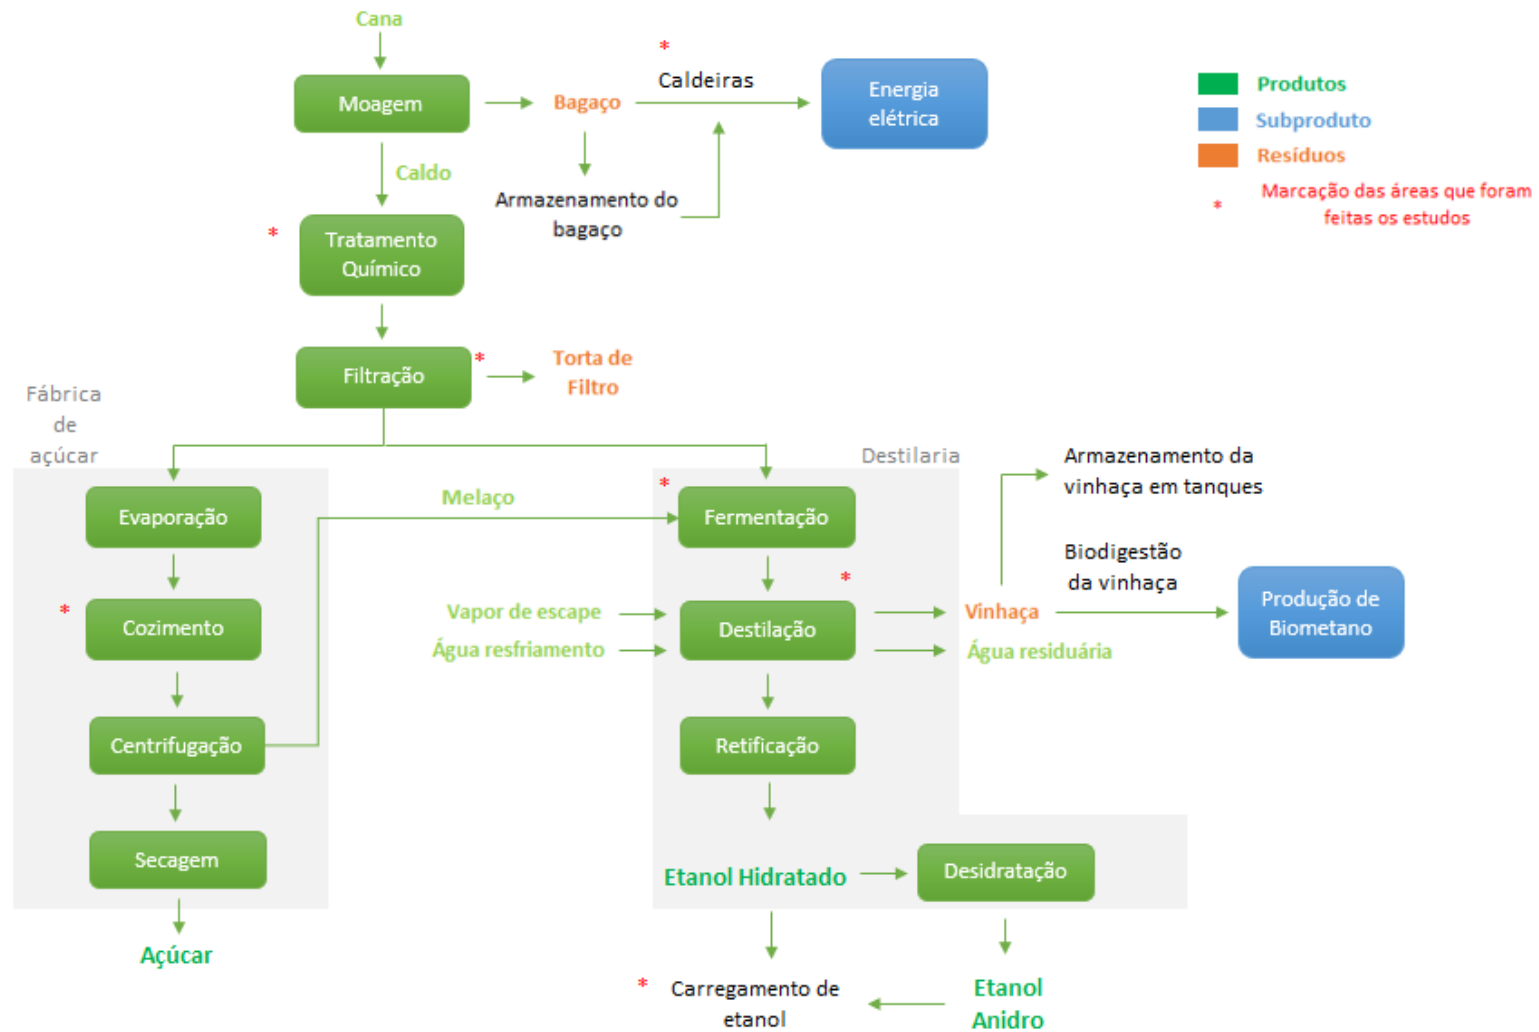 Cana
*
Caldeiras
Moagem
Bagaço
Energia
elétrica
Produtos
Subproduto
Resíduos
* Marcação das áreas que foram
feitas os estudos
Caldo
Armazenamento do
bagaço
*
Tratamento
Químico
Filtração
*
Torta de
Filtro
Fábrica
de
açúcar
Destilaria
Armazenamento da
vinhaça em tanques
Evaporação
Melaço
*
Fermentação
Biodigestão
da vinhaça
*
Cozimento
Vapor de escape
Água resfriamento
*
Destilação
Vinhaça
Água residuária
Produção de
Biometano
Centrifugação
Retificação
Secagem
Etanol Hidratado
Desidratação
Açúcar
* Carregamento de
etanol
Etanol
Anidro